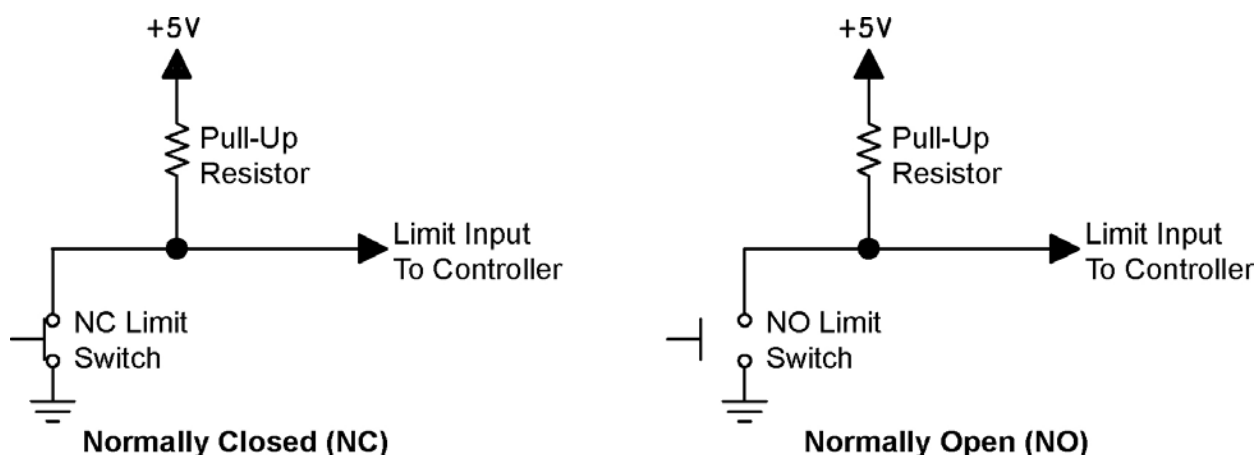 +5V
Pull-Up
Resistor
Limit Input
To Controller
NC Limit
Switch
Normally Closed (NC)
+5V
Pull-Up
Resistor
Limit Input
To Controller
NO Limit
Switch
Normally Open (NO)